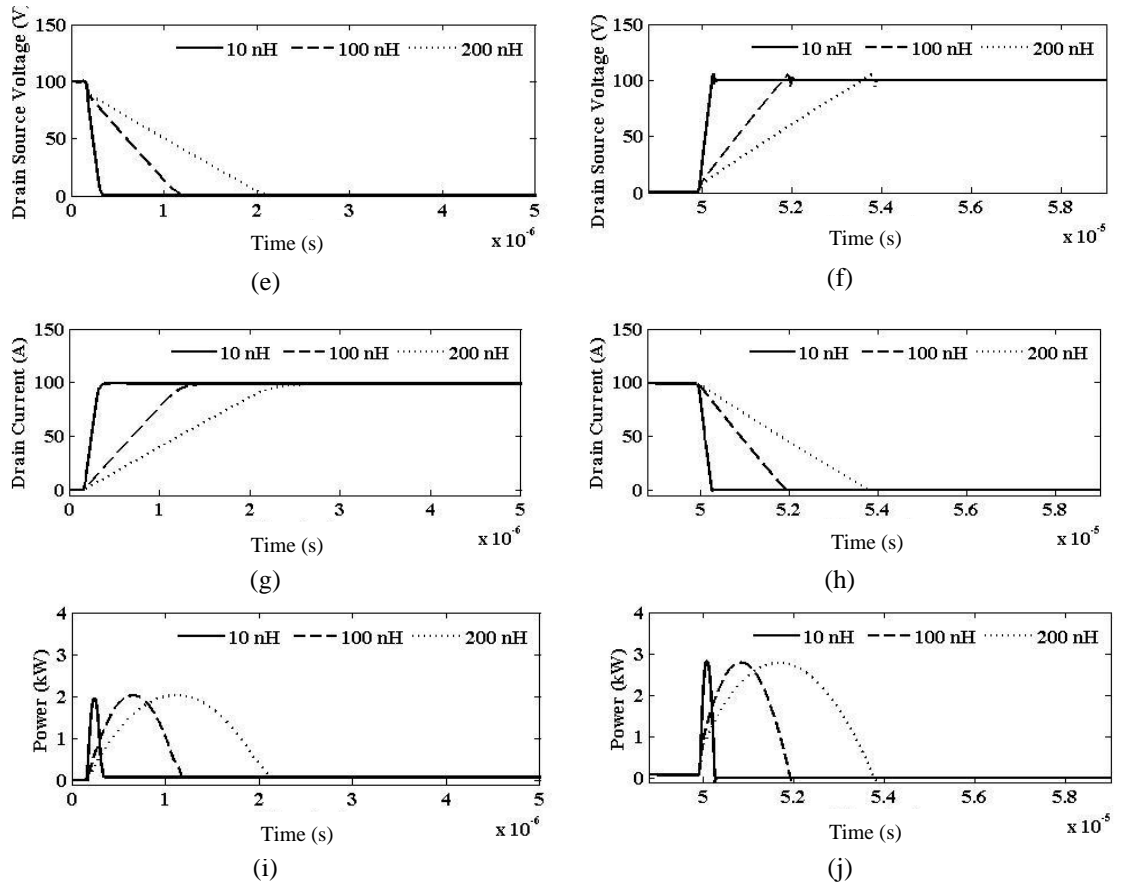 Drain Source Voltage (V)
150
100
50
0
10 nH 100 nH 200 nH
0 1 2 3 4 5
Time (s)
x 10-6
(e)
Drain Source Voltage (V)
150
100
50
0
10 nH 100 nH 200 nH
5 5.2 5.4 5.6 5.8
Time (s)
x 10-5
(f)
Drain Current (A)
150
100
50
0
10 nH 100 nH 200 nH
0 1 2 3 4 5
Time (s)
x 10-6
(g)
Drain Current (A)
150
100
50
0
10 nH 100 nH 200 nH
5 5.2 5.4 5.6 5.8
Time (s)
x 10-5
(h)
Power (kW)
4
3
2
1
0
10 nH 100 nH 200 nH
0 1 2 3 4 5
Time (s)
x 10-6
(i)
Power (kW)
4
3
2
1
0
10 nH 100 nH 200 nH
5 5.2 5.4 5.6 5.8
Time (s)
x 10-5
(j)